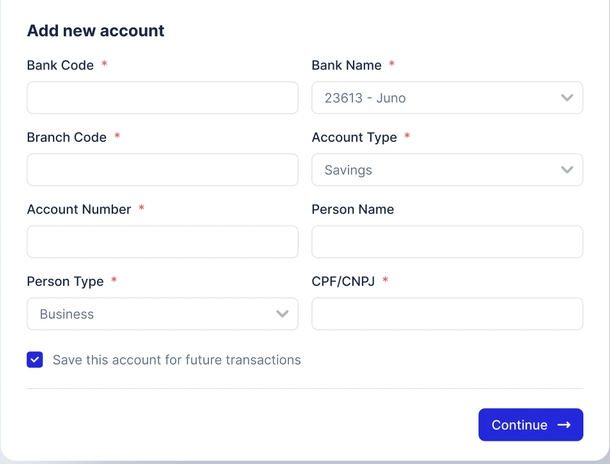 Add new account
Bank Code *
Bank Name *
23613 - Juno
Branch Code *
Account Type *
Savings
Account Number *
Person Name
Person Type *
CPF/CNPJ *
Business
Save this account for future transactions
Continue →